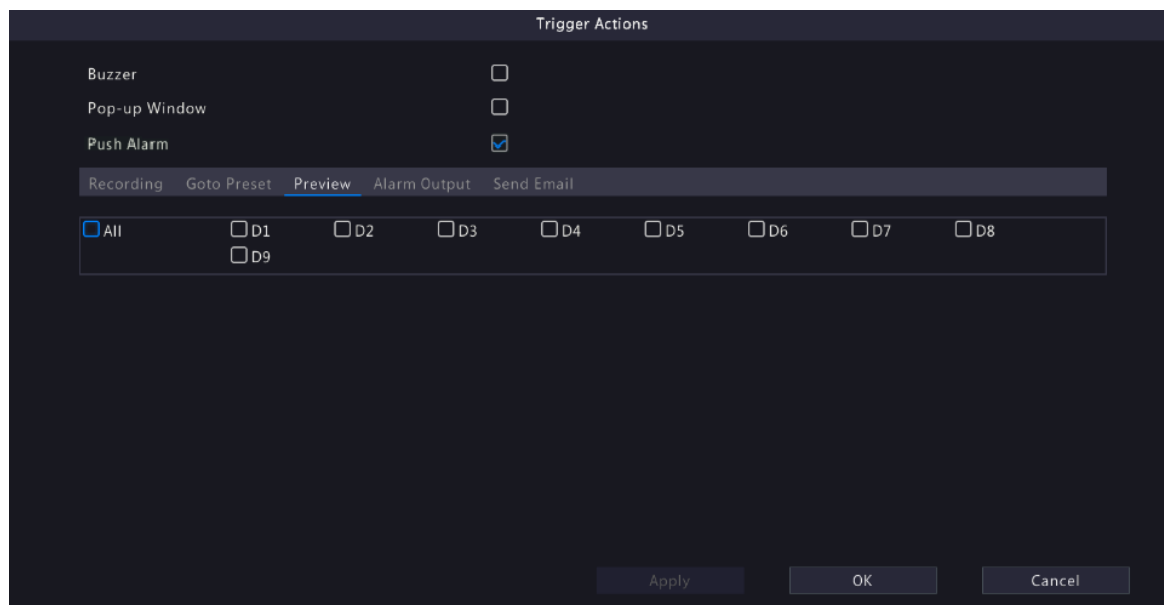 Trigger Actions
Buzzer
Pop-up Window
Push Alarm
Recording Goto Preset Preview Alarm Output Send Email
All D1 D2 D3 D4 D5 D6 D7 D8
D9
Apply OK Cancel